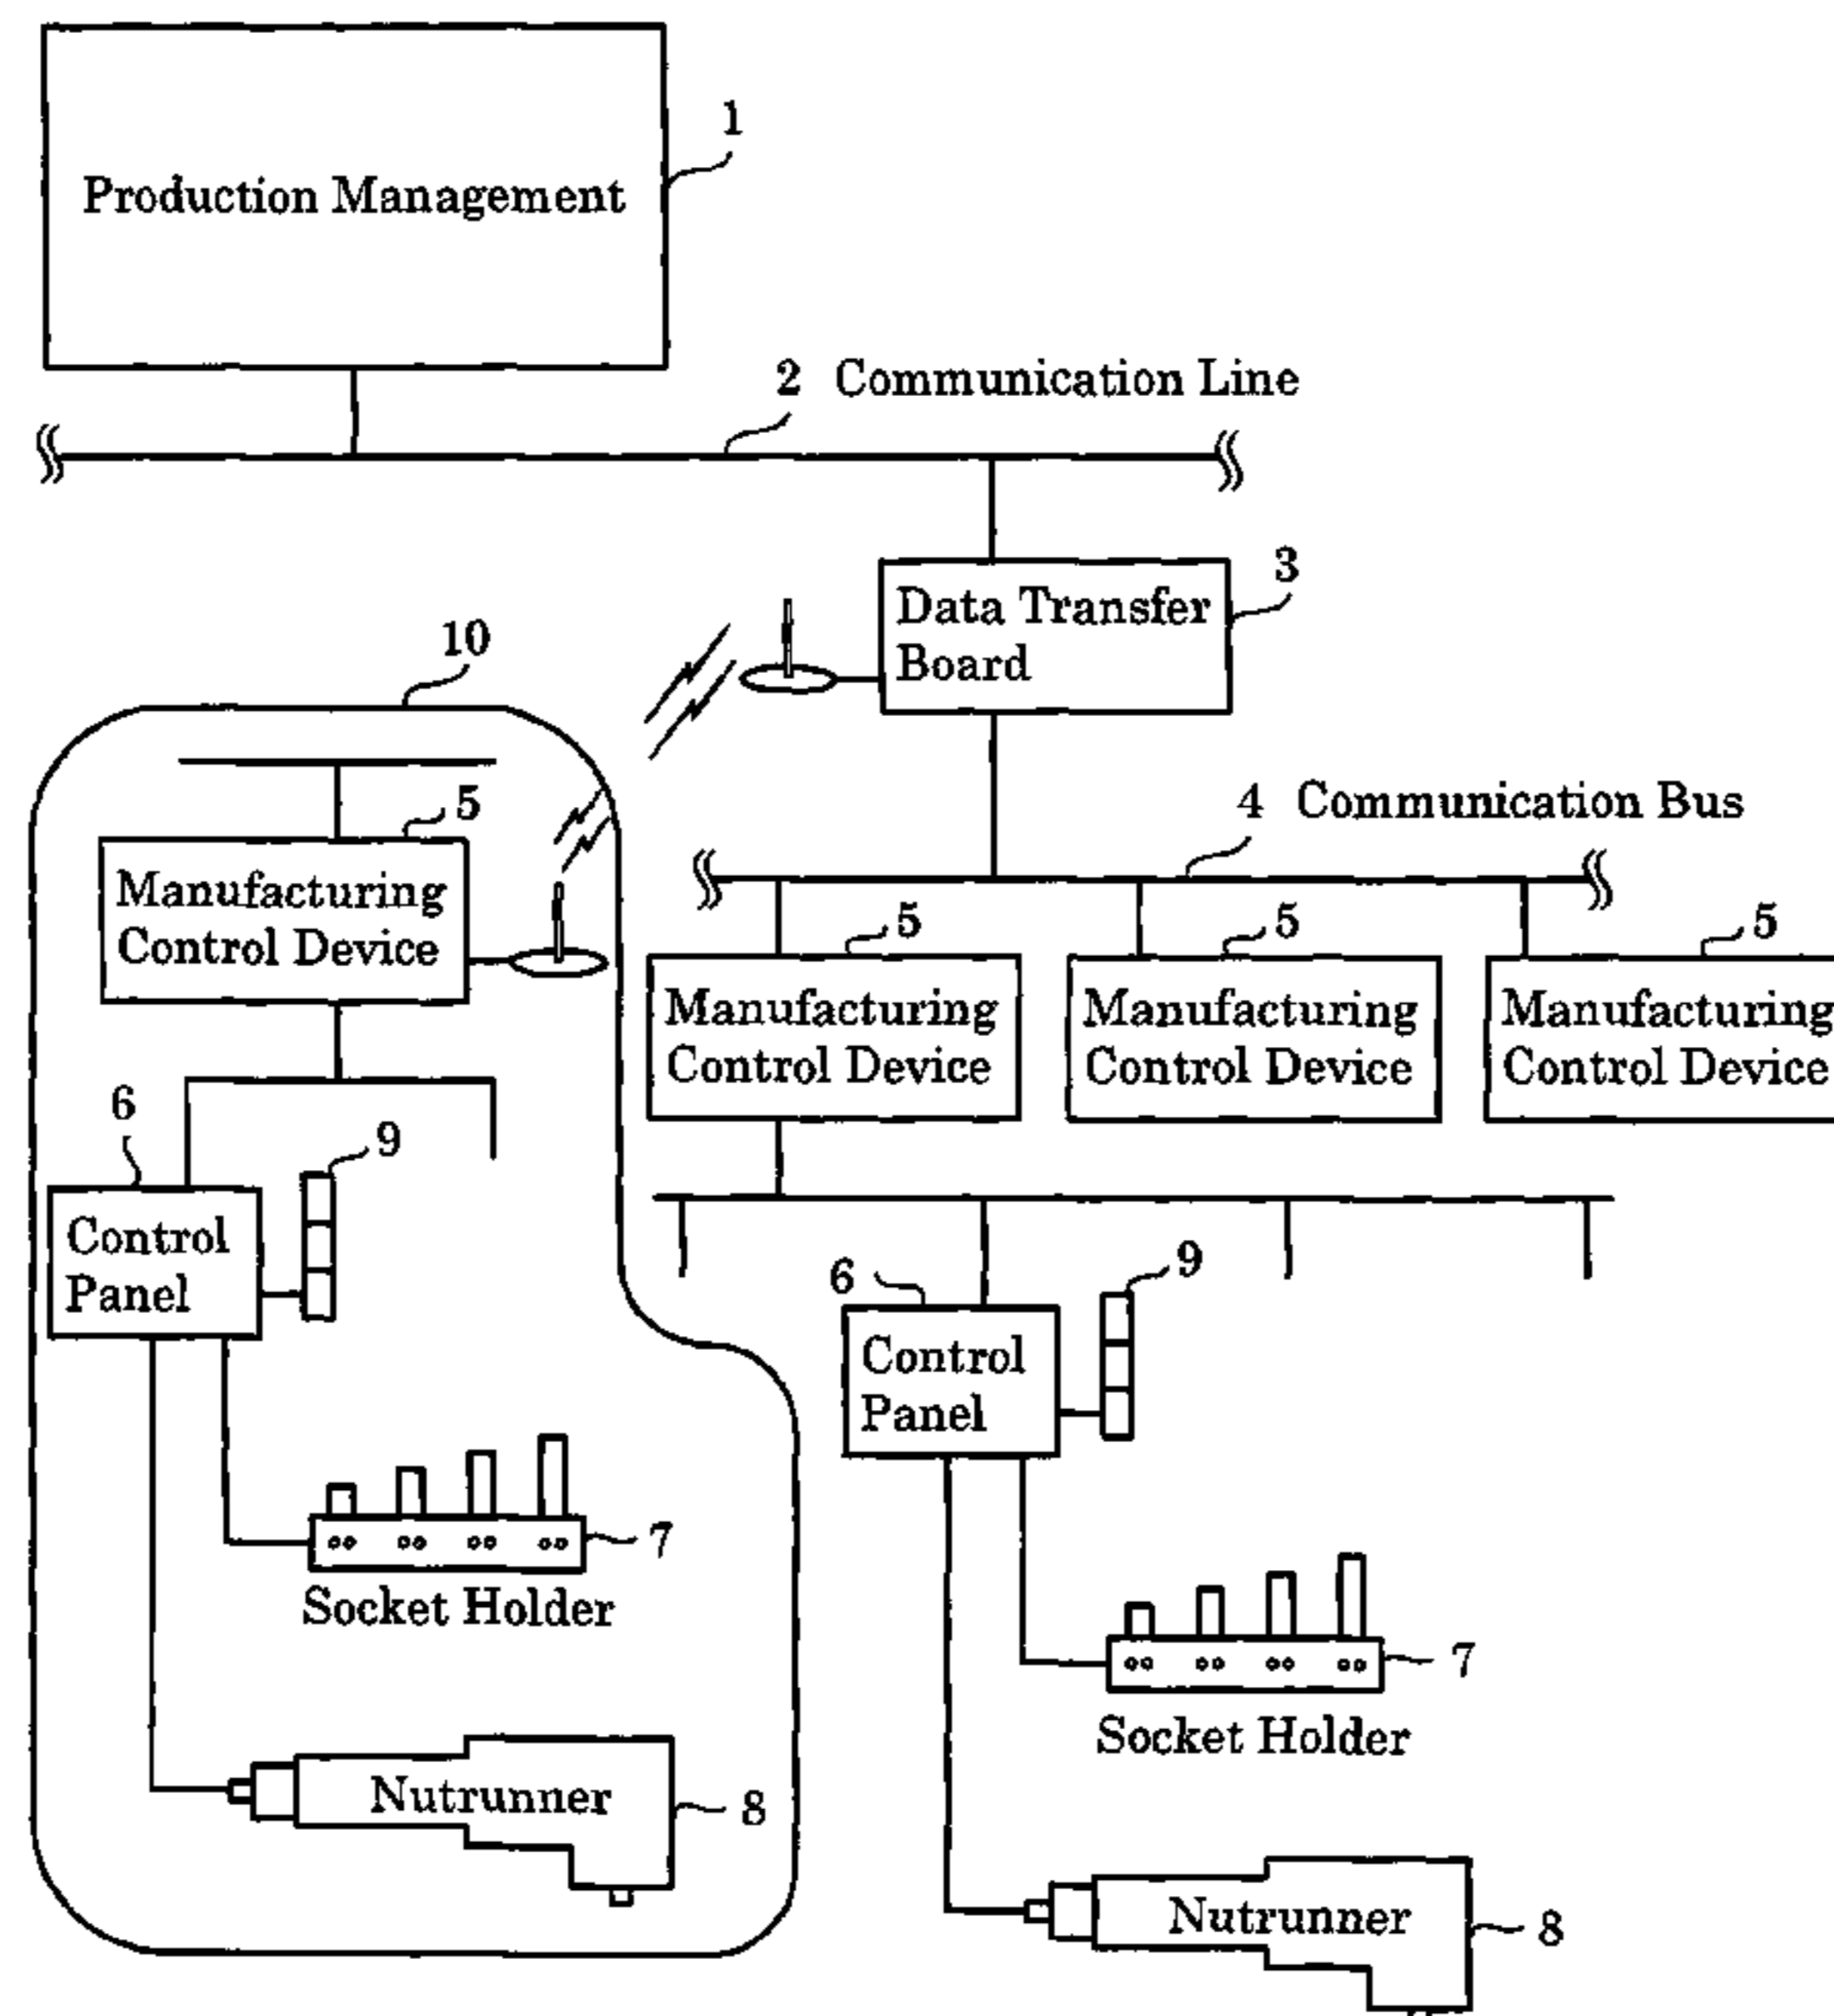 1
Production Management
2 Communication Line
3
Data Transfer
Board
10
5
4 Communication Bus
Manufacturing
Control Device
5
5
5
Manufacturing
Control Device
Manufacturing
Control Device
Manufacturing
Control Device
6
9
Control
Panel
6
9
Control
Panel
7
Socket Holder
7
Socket Holder
Nutrunner
8
Nutrunner
8